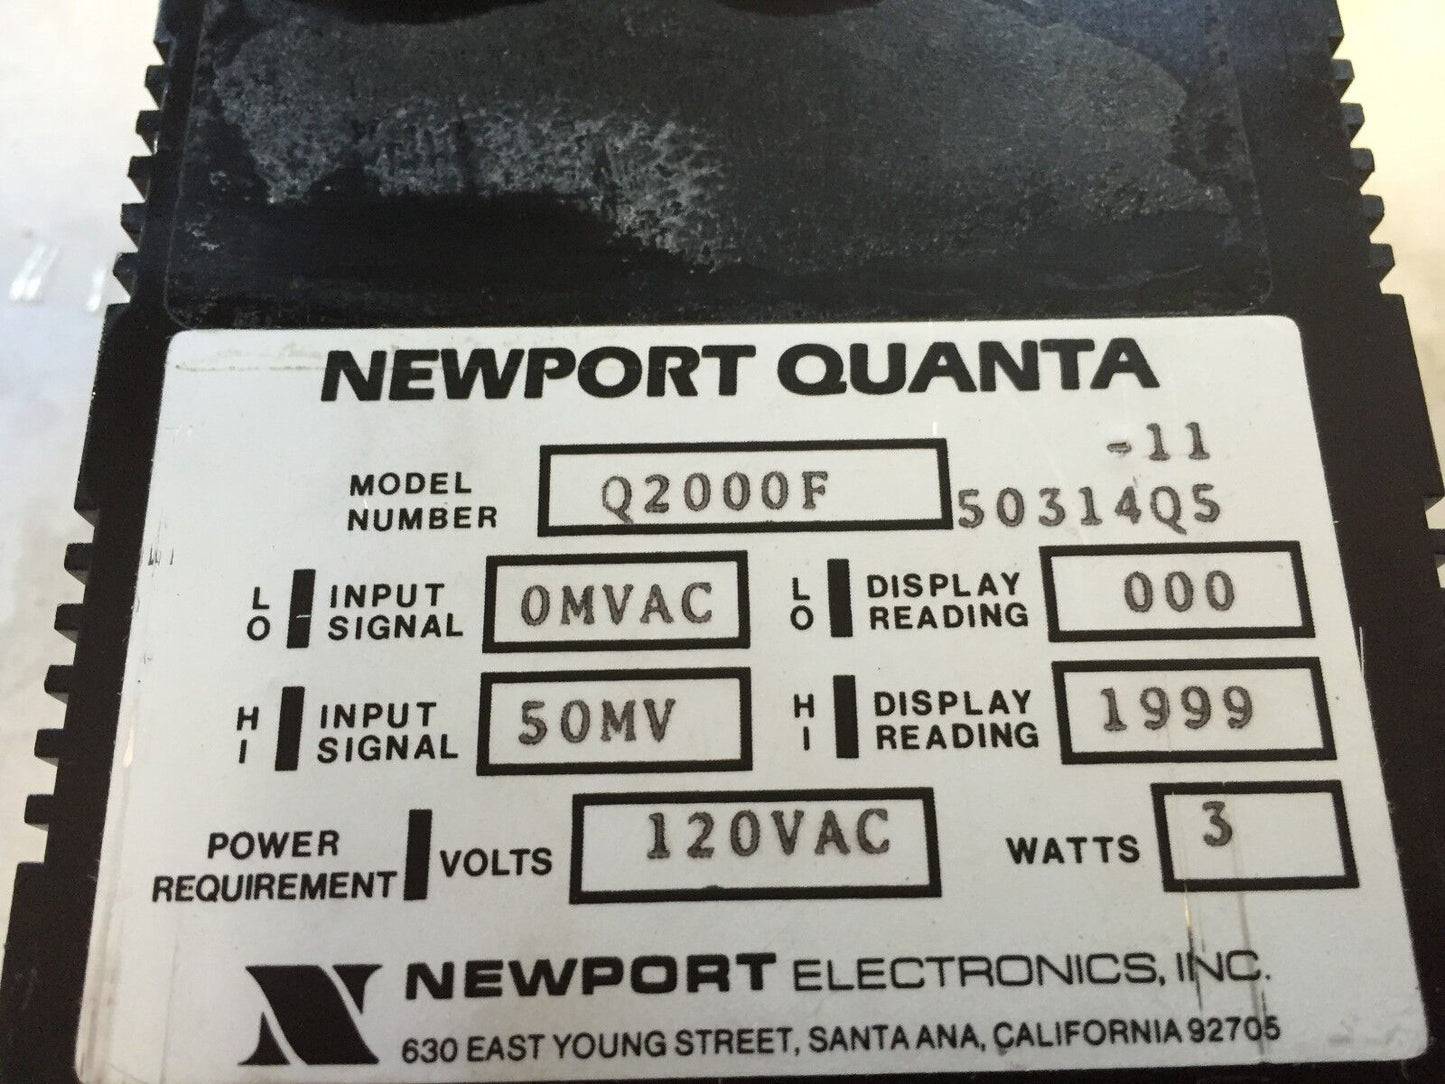 NEWPORT QUANTA
-11
MODEL NUMBER Q2000F 50314Q5
LO INPUT SIGNAL 0MVAC LO DISPLAY READING 000
HI INPUT SIGNAL 50MV HI DISPLAY READING 1999
POWER REQUIREMENT VOLTS 120VAC WATTS 3
NEWPORT ELECTRONICS, INC.
630 EAST YOUNG STREET, SANTA ANA, CALIFORNIA 92705